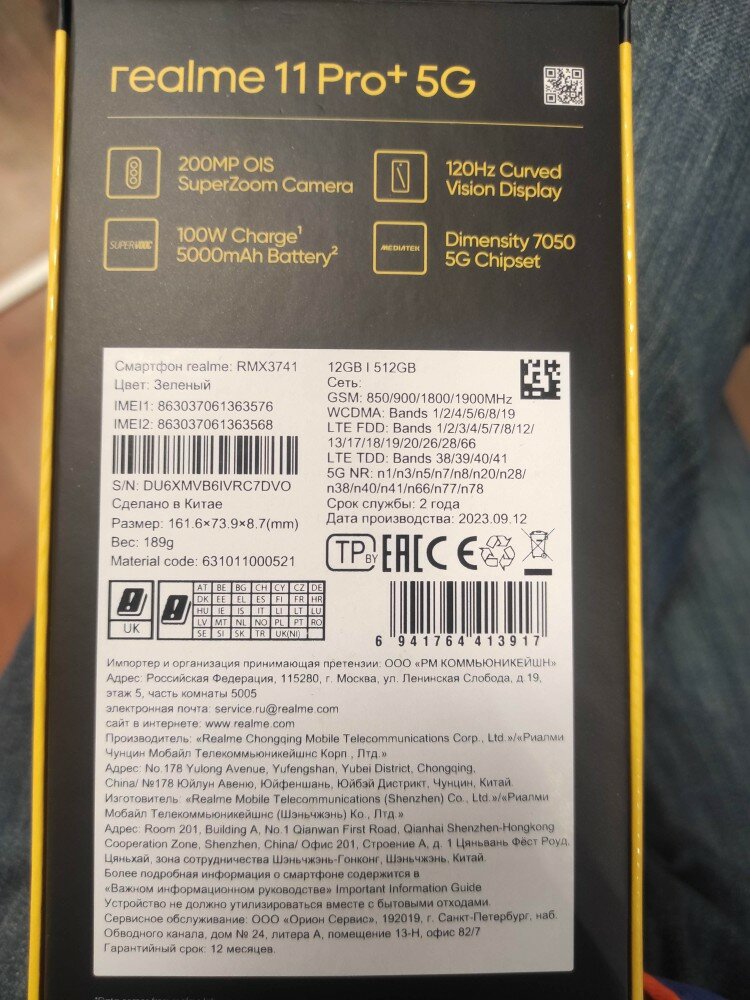 realme 11 Pro+ 5G
200MP OIS
SuperZoom Camera
120Hz Curved
Vision Display
SUPERVOOC
100W Charge¹
5000mAh Battery²
MEDIATEK
Dimensity 7050
5G Chipset
Смартфон realme: RMX3741
Цвет: Зеленый
IMEI1: 863037061363576
IMEI2: 863037061363568
S/N: DU6XMVB6IVRC7DVO
Сделано в Китае
Размер: 161.6×73.9×8.7(mm)
Вес: 189g
Material code: 631011000521
12GB I 512GB
Сеть:
GSM: 850/900/1800/1900MHz
WCDMA: Bands 1/2/4/5/6/8/19
LTE FDD: Bands 1/2/3/4/5/7/8/12/
13/17/18/19/20/26/28/66
LTE TDD: Bands 38/39/40/41
5G NR: n1/n3/n5/n7/n8/n20/n28/
n38/n40/n41/n66/n77/n78
Срок службы: 2 года
Дата производства: 2023.09.12
TP BY EAC CE
UK
AT BE BG CH CY CZ DE
DK EE EL ES FI FR HR
HU IE IS IT LI LT LU
LV MT NL NO PL PT RO
SE SI SK TR UK(NI)
6 941764 413917
Импортер и организация принимающая претензии: ООО «РМ КОММЬЮНИКЕЙШН»
Адрес: Российская Федерация, 115280, г. Москва, ул. Ленинская Слобода, д.19,
этаж 5, часть комнаты 5005
электронная почта: service.ru@realme.com
сайт в интернете: www.realme.com
Производитель: «Realme Chongqing Mobile Telecommunications Corp., Ltd.»/«Риалми
Чунцин Мобайл Телекоммьюникейшнс Корп , Лтд.»
Адрес: No.178 Yulong Avenue, Yufengshan, Yubei District, Chongqing,
China/ №178 Юйлун Авеню, Юйфеншань, Юйбэй Дистрикт, Чунцин, Китай.
Изготовитель: «Realme Mobile Telecommunications (Shenzhen) Co., Ltd.»/«Риалми
Мобайл Телекоммьюникейшнс (Шэньчжэнь) Ко., Лтд.»
Адрес: Room 201, Building A, No.1 Qianwan First Road, Qianhai Shenzhen-Hongkong
Cooperation Zone, Shenzhen, China/ Офис 201, Строение А, д. 1 Цяньвань Фёст Роуд,
Цяньхай, зона сотрудничества Шэньчжэнь-Гонконг, Шэньчжэнь, Китай.
Более подробная информация о смартфоне содержится в
«Важном информационном руководстве» Important Information Guide
Устройство не должно утилизироваться вместе с бытовыми отходами.
Сервисное обслуживание: ООО «Орион Сервис», 192019, г. Санкт-Петербург, наб.
Обводного канала, дом № 24, литера А, помещение 13-Н, офис 82/7
Гарантийный срок: 12 месяцев.